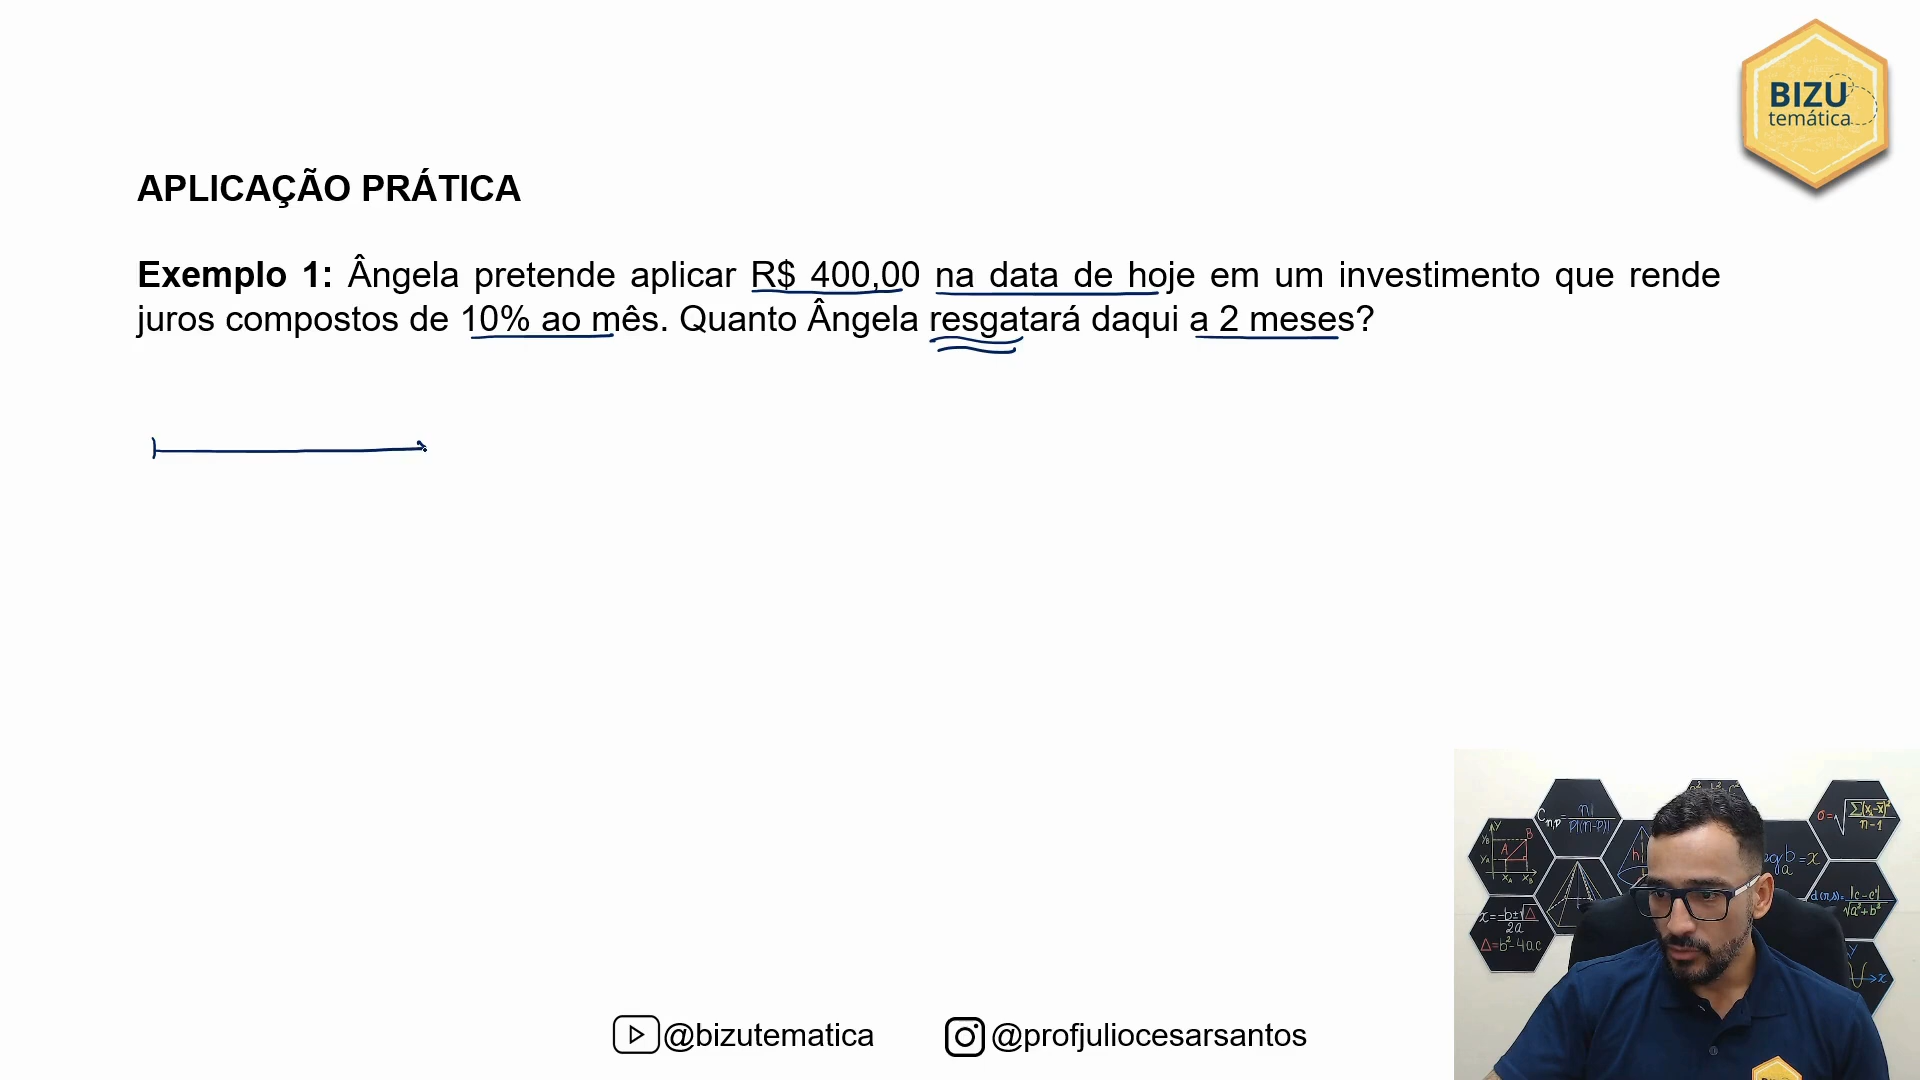 BIZU
temática
APLICAÇÃO PRÁTICA
Exemplo 1: Ângela pretende aplicar R$ 400,00 na data de hoje em um investimento que rende
juros compostos de 10% ao mês. Quanto Ângela resgatará daqui a 2 meses?
@bizutematica
@profjuliocesarsantos